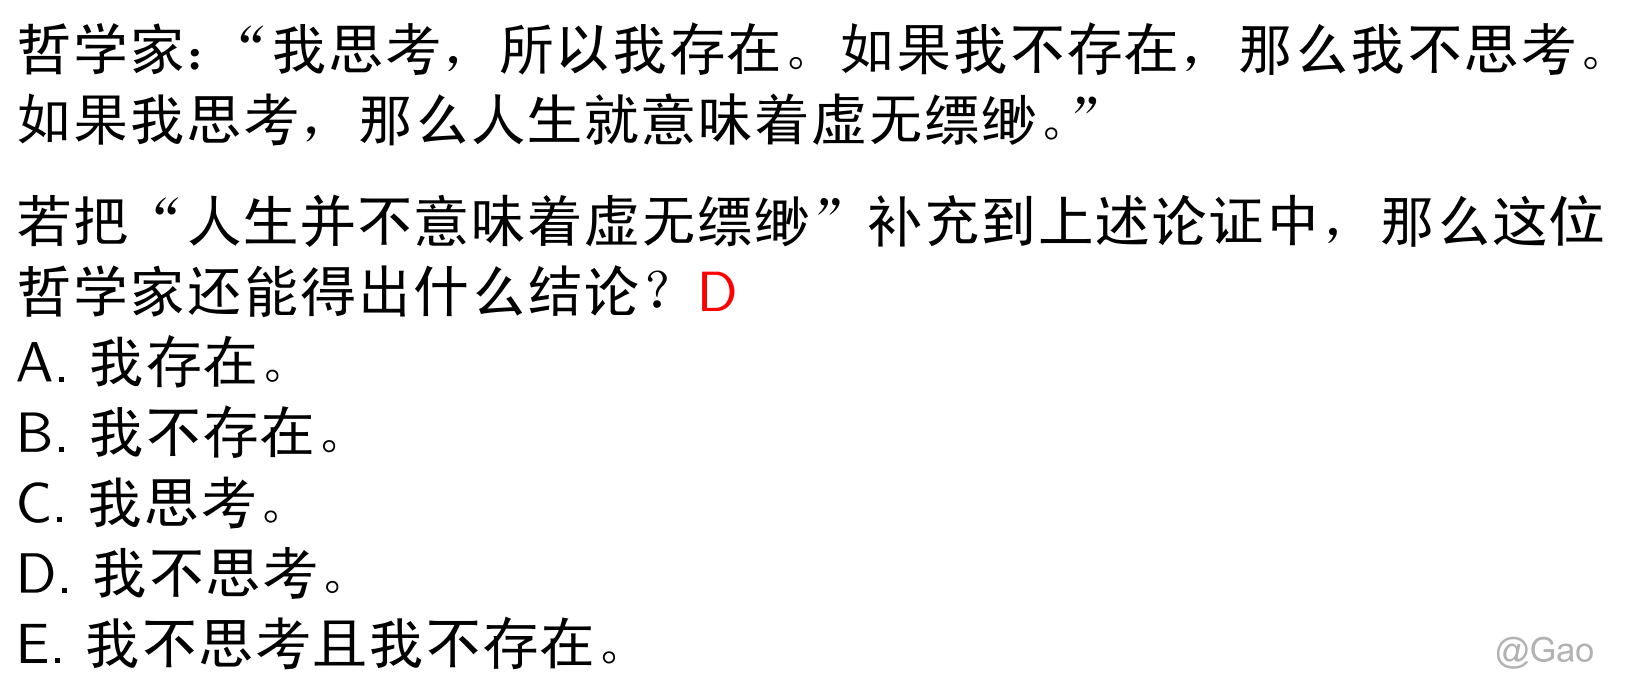 哲学家：“我思考，所以我存在。如果我不存在，那么我不思考。
如果我思考，那么人生就意味着虚无缥缈。”
若把“人生并不意味着虚无缥缈”补充到上述论证中，那么这位
哲学家还能得出什么结论？D
A. 我存在。
B. 我不存在。
C. 我思考。
D. 我不思考。
E. 我不思考且我不存在。
@Gao